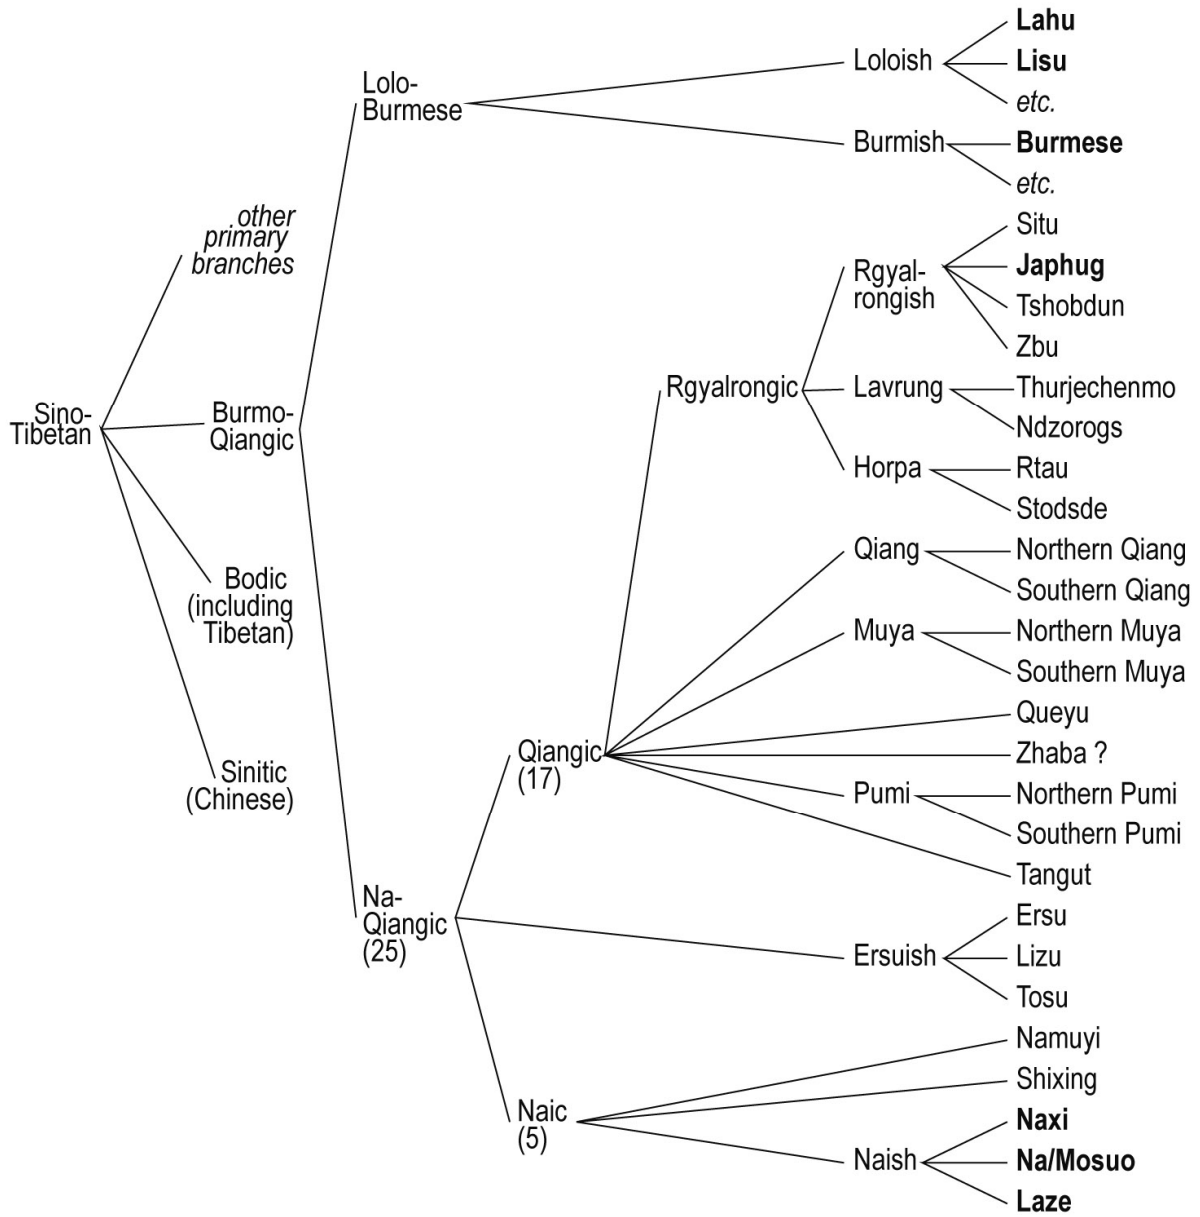 Sino-
Tibetan
other
primary
branches
Burmo-
Qiangic
Bodic
(including
Tibetan)
Sinitic
(Chinese)
Lolo-
Burmese
Na-
Qiangic
(25)
Qiangic
(17)
Naic
(5)
Rgyalrongic
Loloish
Burmish
Rgyal-
rongish
Lavrung
Horpa
Qiang
Muya
Pumi
Ersuish
Naish
Lahu
Lisu
etc.
Burmese
etc.
Situ
Japhug
Tshobdun
Zbu
Thurjechenmo
Ndzorogs
Rtau
Stodsde
Northern Qiang
Southern Qiang
Northern Muya
Southern Muya
Queyu
Zhaba ?
Northern Pumi
Southern Pumi
Tangut
Ersu
Lizu
Tosu
Namuyi
Shixing
Naxi
Na/Mosuo
Laze